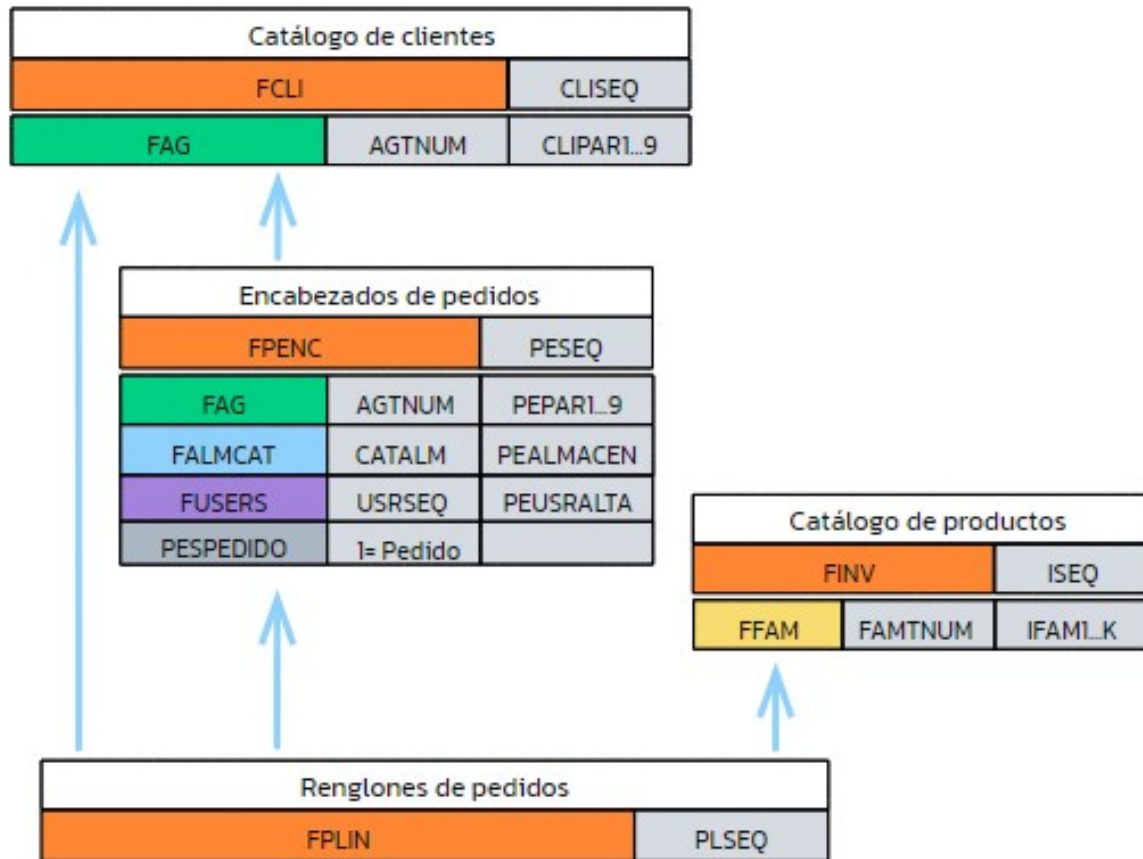 Catálogo de clientes
FCLI CLISEQ
FAG AGTNUM CLIPAR1...9
Encabezados de pedidos
FPENC PESEQ
FAG AGTNUM PEPAR1...9
FALMCAT CATALM PEALMACEN
FUSERS USRSEQ PEUSRALTA
PESPEDIDO 1= Pedido
Catálogo de productos
FINV ISEQ
FFAM FAMTNUM IFAM1...K
Renglones de pedidos
FPLIN PLSEQ